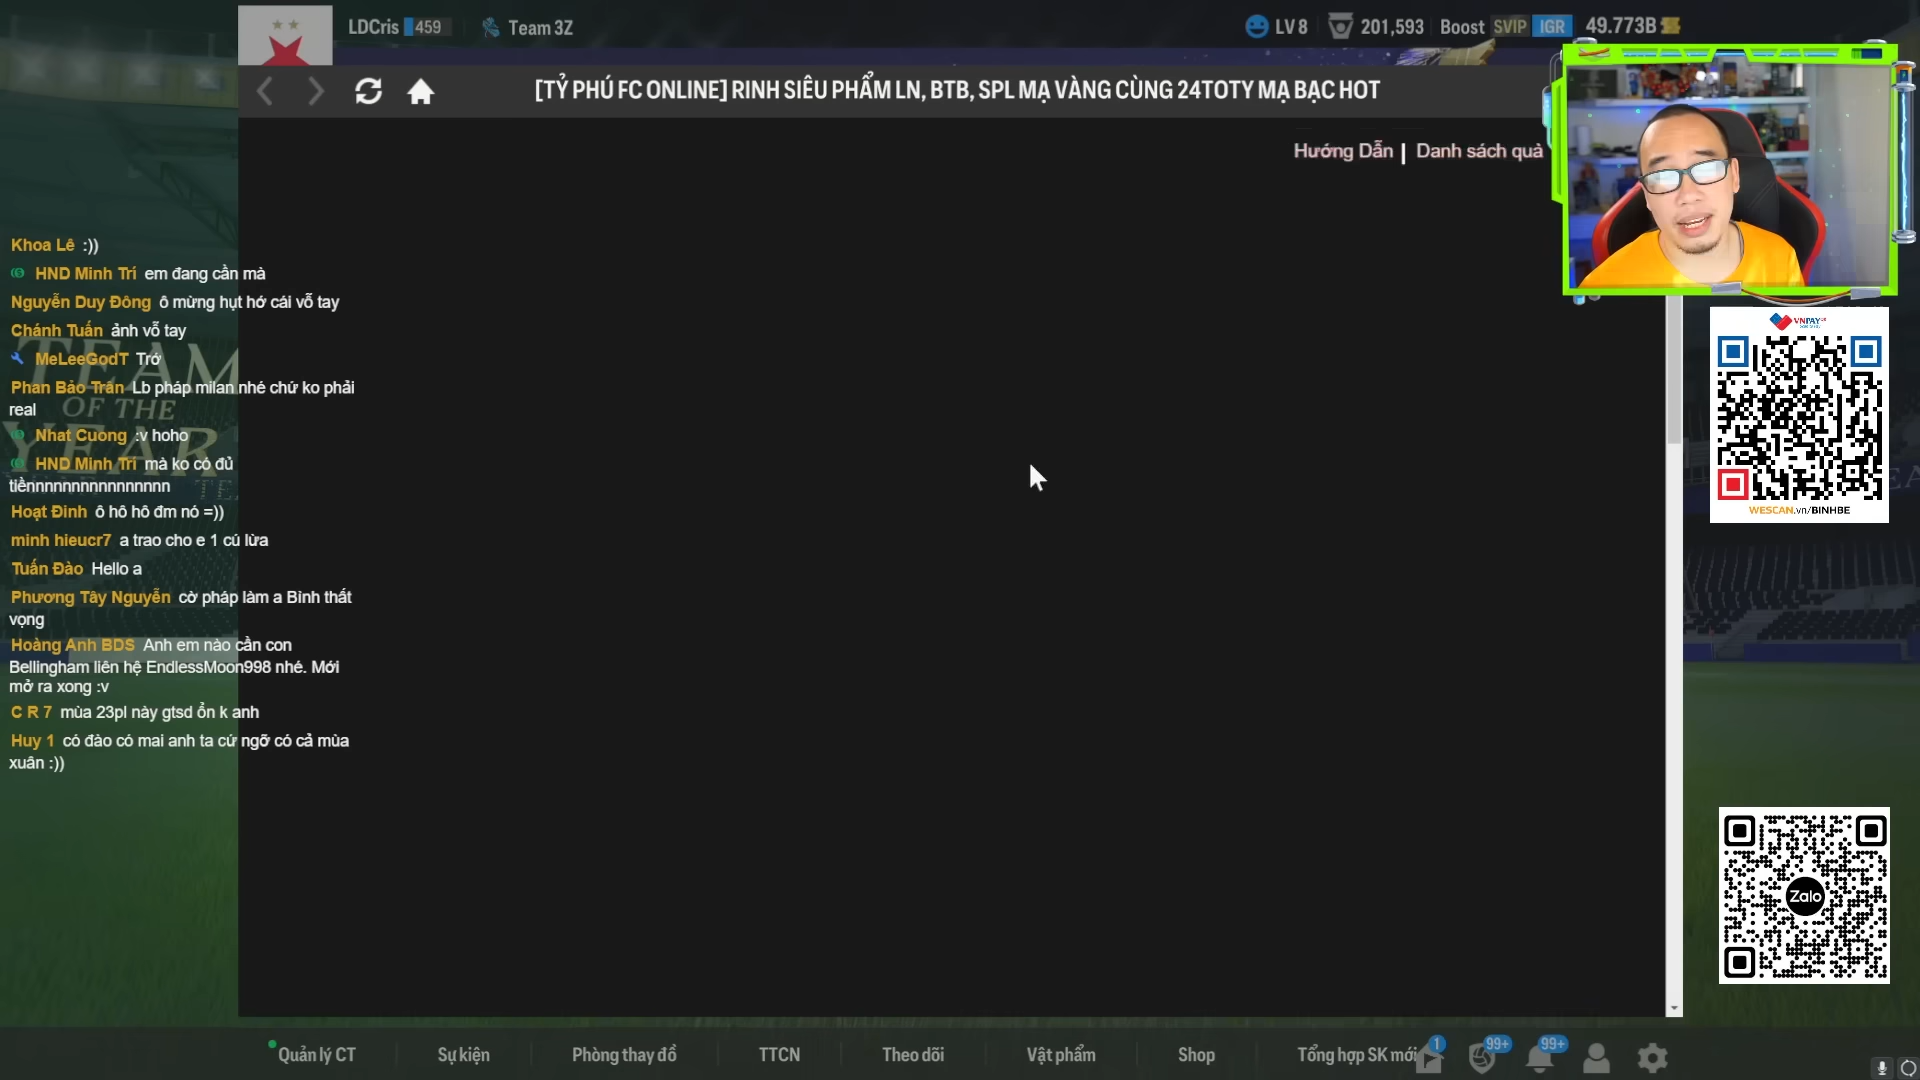 LDCris 459 Team 3Z LV 8 201,593 Boost SVIP IGR 49.773B
[TỶ PHÚ FC ONLINE] RINH SIÊU PHẨM LN, BTB, SPL MẠ VÀNG CÙNG 24TOTY MẠ BẠC HOT
Hướng Dẫn | Danh sách quà
Khoa Lê :))
HND Minh Trí em đang cần mà
Nguyễn Duy Đông ô mừng hụt hớ cái vỗ tay
Chánh Tuấn ảnh vỗ tay
MeLeeGodT Trớ
Phan Bảo Trân Lb pháp milan nhé chứ ko phải
real
Nhat Cuong :v hoho
HND Minh Trí mà ko có đủ
tiềnnnnnnnnnnnnnnnn
Hoạt Đinh ô hô hô đm nó =))
minh hieucr7 a trao cho e 1 cú lừa
Tuấn Đào Hello a
Phương Tây Nguyễn cờ pháp làm a Bình thất
vọng
Hoàng Anh BDS Anh em nào cần con
Bellingham liên hệ EndlessMoon998 nhé. Mới
mở ra xong :v
C R 7 mùa 23pl này gtsd ổn k anh
Huy 1 có đào có mai anh ta cứ ngỡ có cả mùa
xuân :))
TEAM
OF THE
YEAR
VNPAY
WESCAN.vn/BINHBE
Zalo
Quản lý CT Sự kiện Phòng thay đồ TTCN Theo dõi Vật phẩm Shop Tổng hợp SK mới 1 99+ 99+